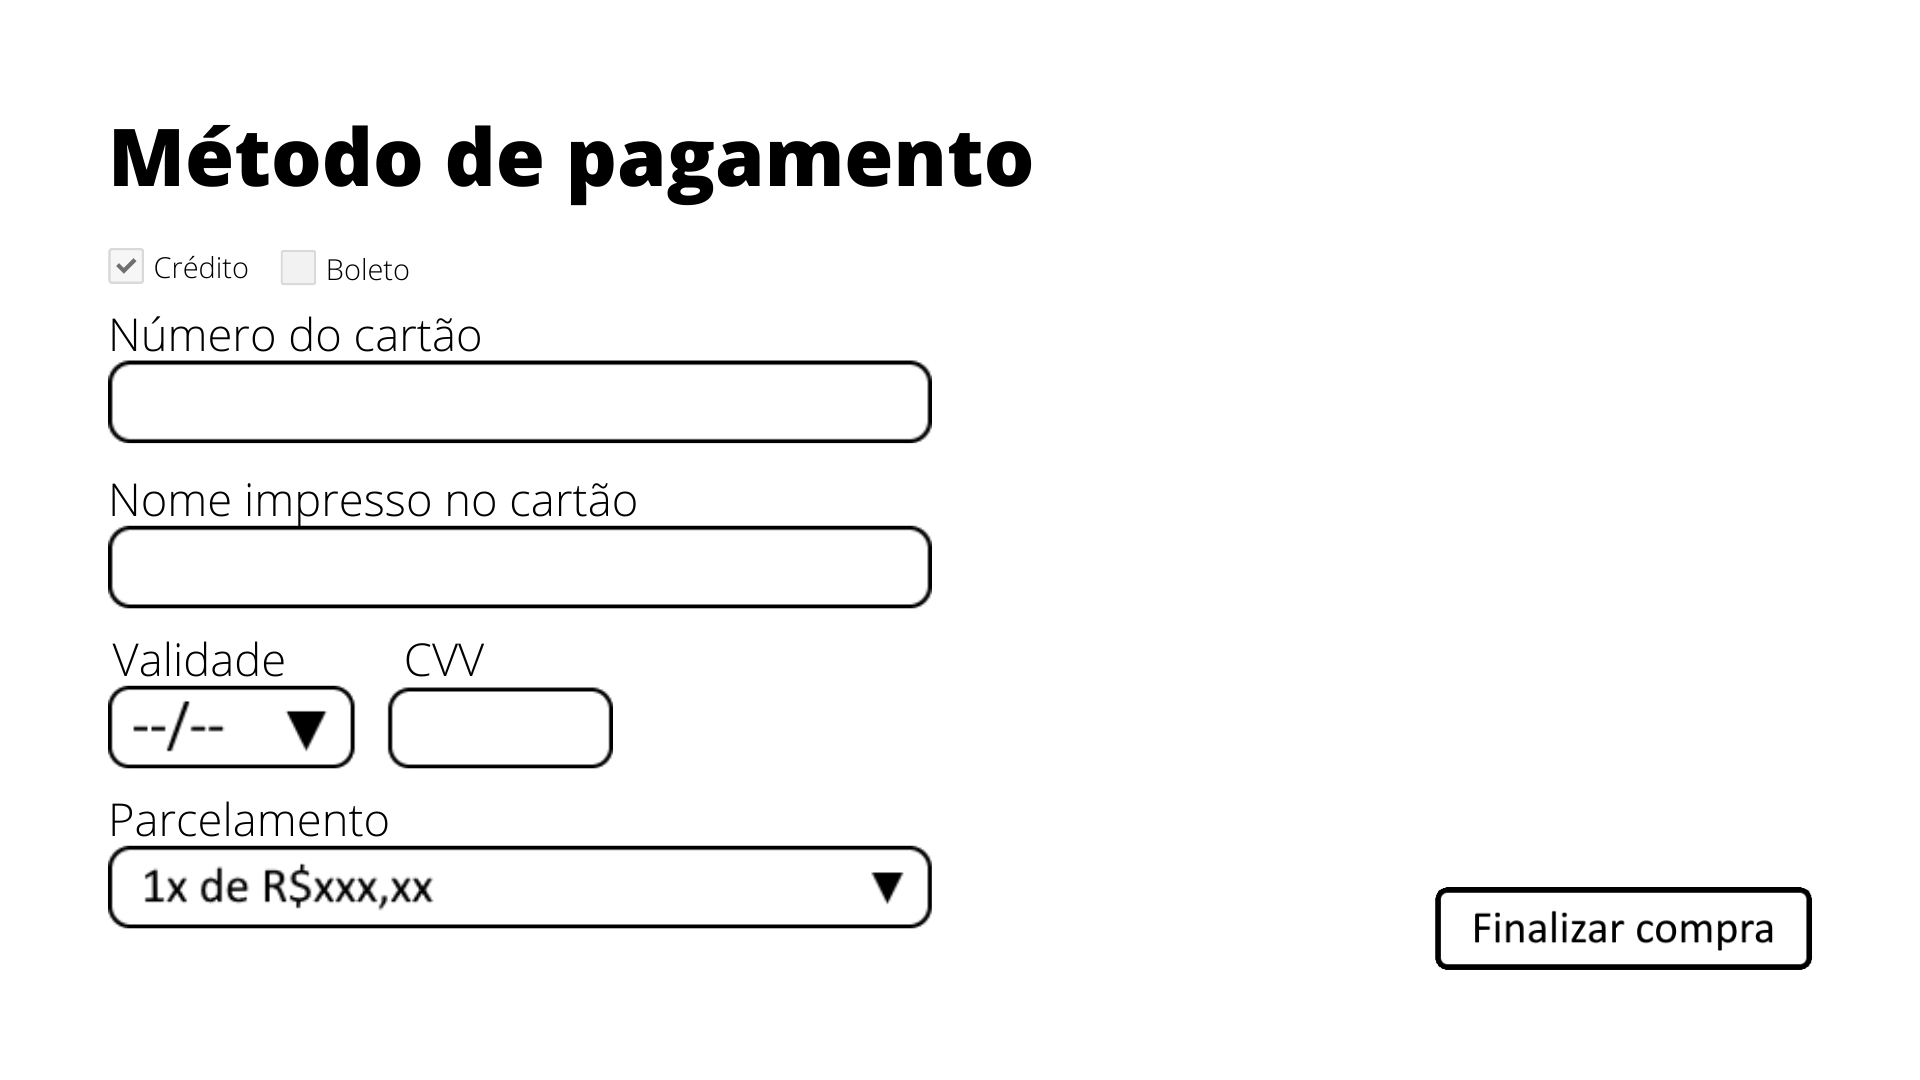 Método de pagamento
Crédito Boleto
Número do cartão
Nome impresso no cartão
Validade CVV
--/--
Parcelamento
1x de R$xxx,xx
Finalizar compra